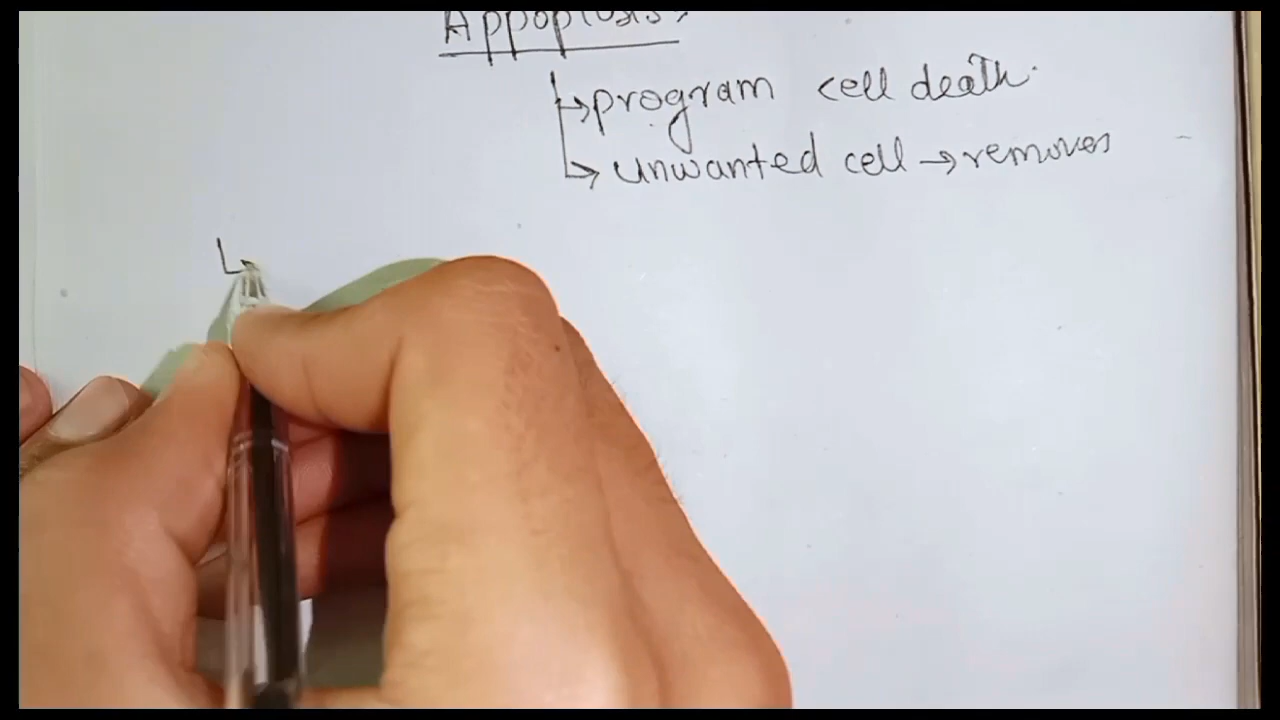 Appoptosis:
→ program cell death.
→ unwanted cell → removes